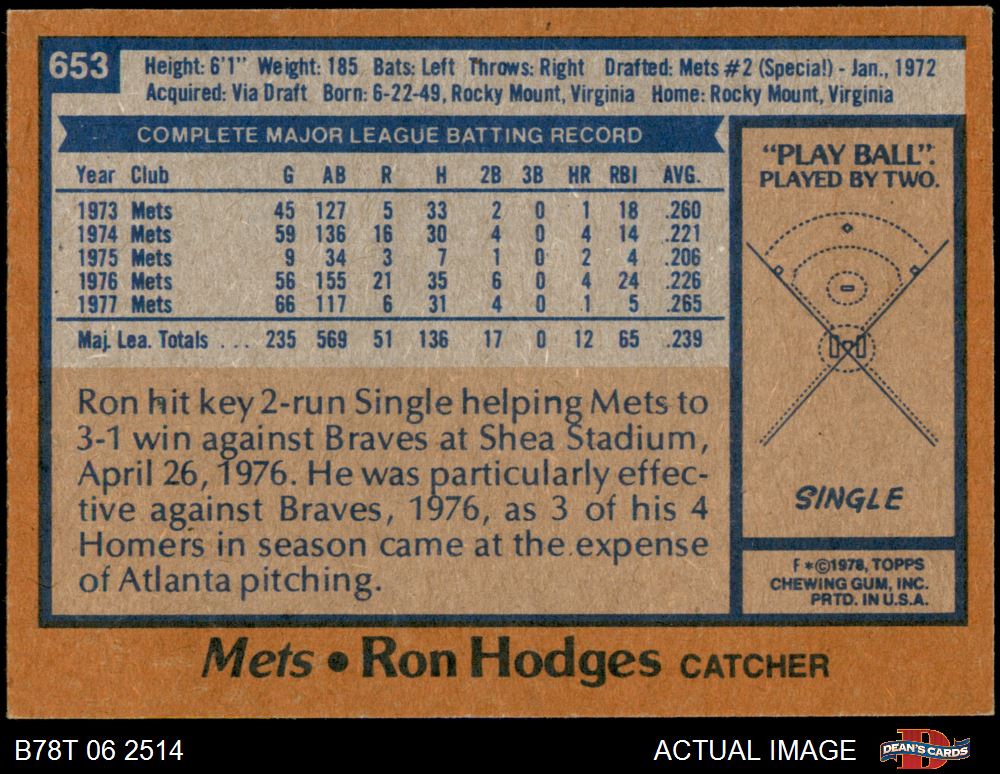 653
Height: 6'1" Weight: 185 Bats: Left Throws: Right Drafted: Mets #2 (Special) - Jan., 1972
Acquired: Via Draft Born: 6-22-49, Rocky Mount, Virginia Home: Rocky Mount, Virginia
COMPLETE MAJOR LEAGUE BATTING RECORD
Year Club G AB R H 2B 3B HR RBI AVG.
1973 Mets 45 127 5 33 2 0 1 18 .260
1974 Mets 59 136 16 30 4 0 4 14 .221
1975 Mets 9 34 3 7 1 0 2 4 .206
1976 Mets 56 155 21 35 6 0 4 24 .226
1977 Mets 66 117 6 31 4 0 1 5 .265
Maj. Lea. Totals ... 235 569 51 136 17 0 12 65 .239
Ron hit key 2-run Single helping Mets to
3-1 win against Braves at Shea Stadium,
April 26, 1976. He was particularly effec-
tive against Braves, 1976, as 3 of his 4
Homers in season came at the expense
of Atlanta pitching.
"PLAY BALL".
PLAYED BY TWO.
SINGLE
F *©1978, TOPPS
CHEWING GUM, INC.
PRTD. IN U.S.A.
Mets • Ron Hodges CATCHER
B78T 06 2514
ACTUAL IMAGE
DEAN'S CARDS